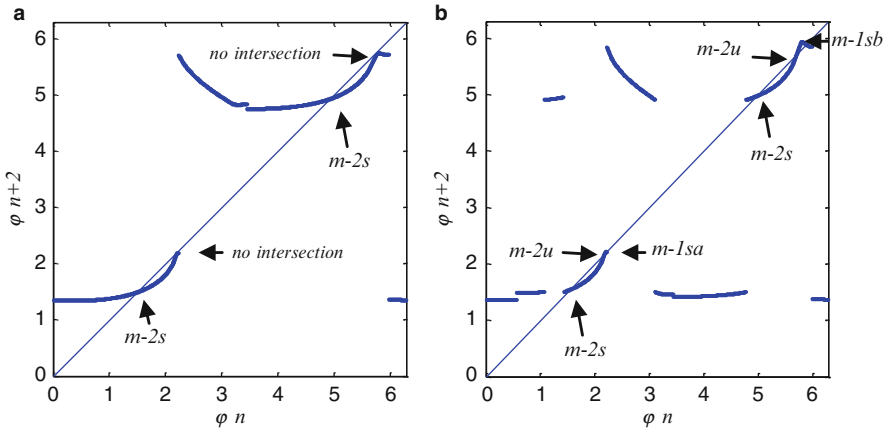 a
no intersection
m-2s
no intersection
m-2s
φ n+2
6
5
4
3
2
1
0
0 1 2 3 4 5 6
φ n
b
m-2u
m-1sb
m-2s
m-2u
m-1sa
m-2s
φ n+2
6
5
4
3
2
1
0
1 2 3 4 5 6
φ n